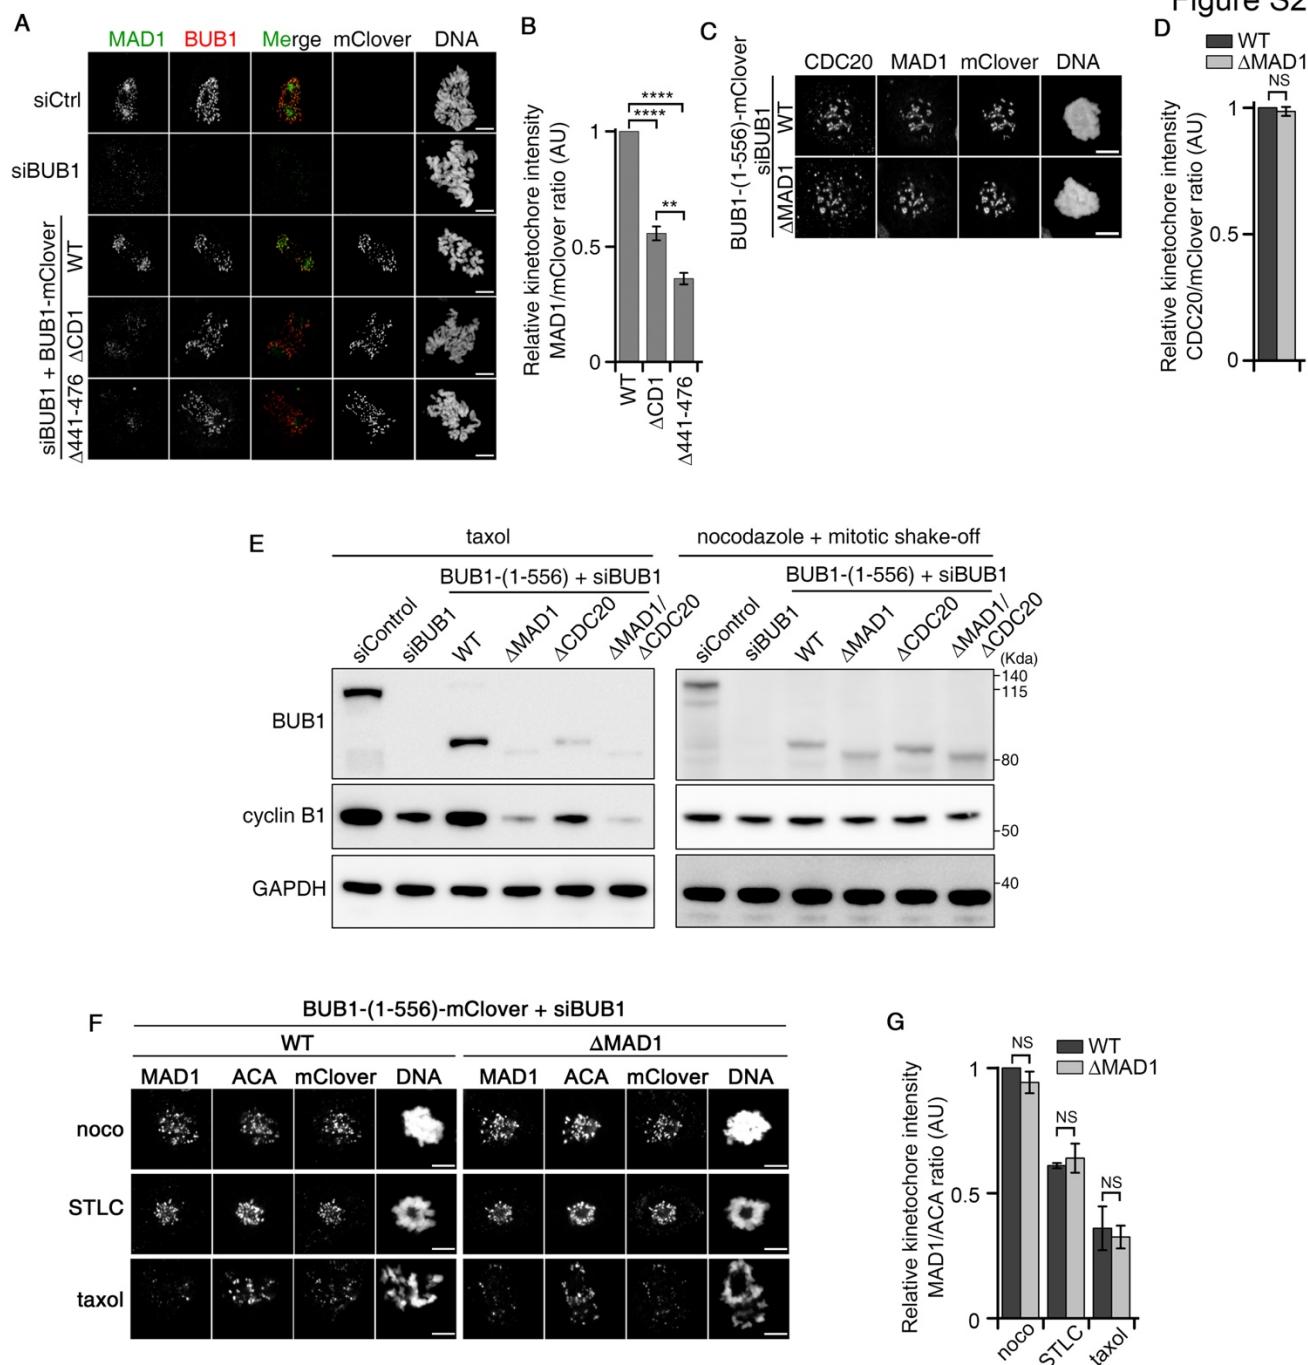 Figure S2
A
MAD1 BUB1 Merge mClover DNA
siCtrl
siBUB1
siBUB1 + BUB1-mClover
WT
ΔCD1
Δ441-476
B
Relative kinetochore intensity
MAD1/mClover ratio (AU)
1
0.5
0
****
****
**
WT
ΔCD1
Δ441-476
C
BUB1-(1-556)-mClover
siBUB1
CDC20 MAD1 mClover DNA
WT
ΔMAD1
D
WT
ΔMAD1
NS
Relative kinetochore intensity
CDC20/mClover ratio (AU)
1
0.5
0
E
taxol
nocodazole + mitotic shake-off
BUB1-(1-556) + siBUB1
BUB1-(1-556) + siBUB1
siControl
siBUB1
WT
ΔMAD1
ΔCDC20
ΔMAD1/
ΔCDC20
siControl
siBUB1
WT
ΔMAD1
ΔCDC20
ΔMAD1/
ΔCDC20
(Kda)
140
115
BUB1
80
cyclin B1
50
GAPDH
40
F
BUB1-(1-556)-mClover + siBUB1
WT
ΔMAD1
MAD1 ACA mClover DNA
MAD1 ACA mClover DNA
noco
STLC
taxol
G
WT
ΔMAD1
Relative kinetochore intensity
MAD1/ACA ratio (AU)
1
0.5
0
NS
NS
NS
noco
STLC
taxol